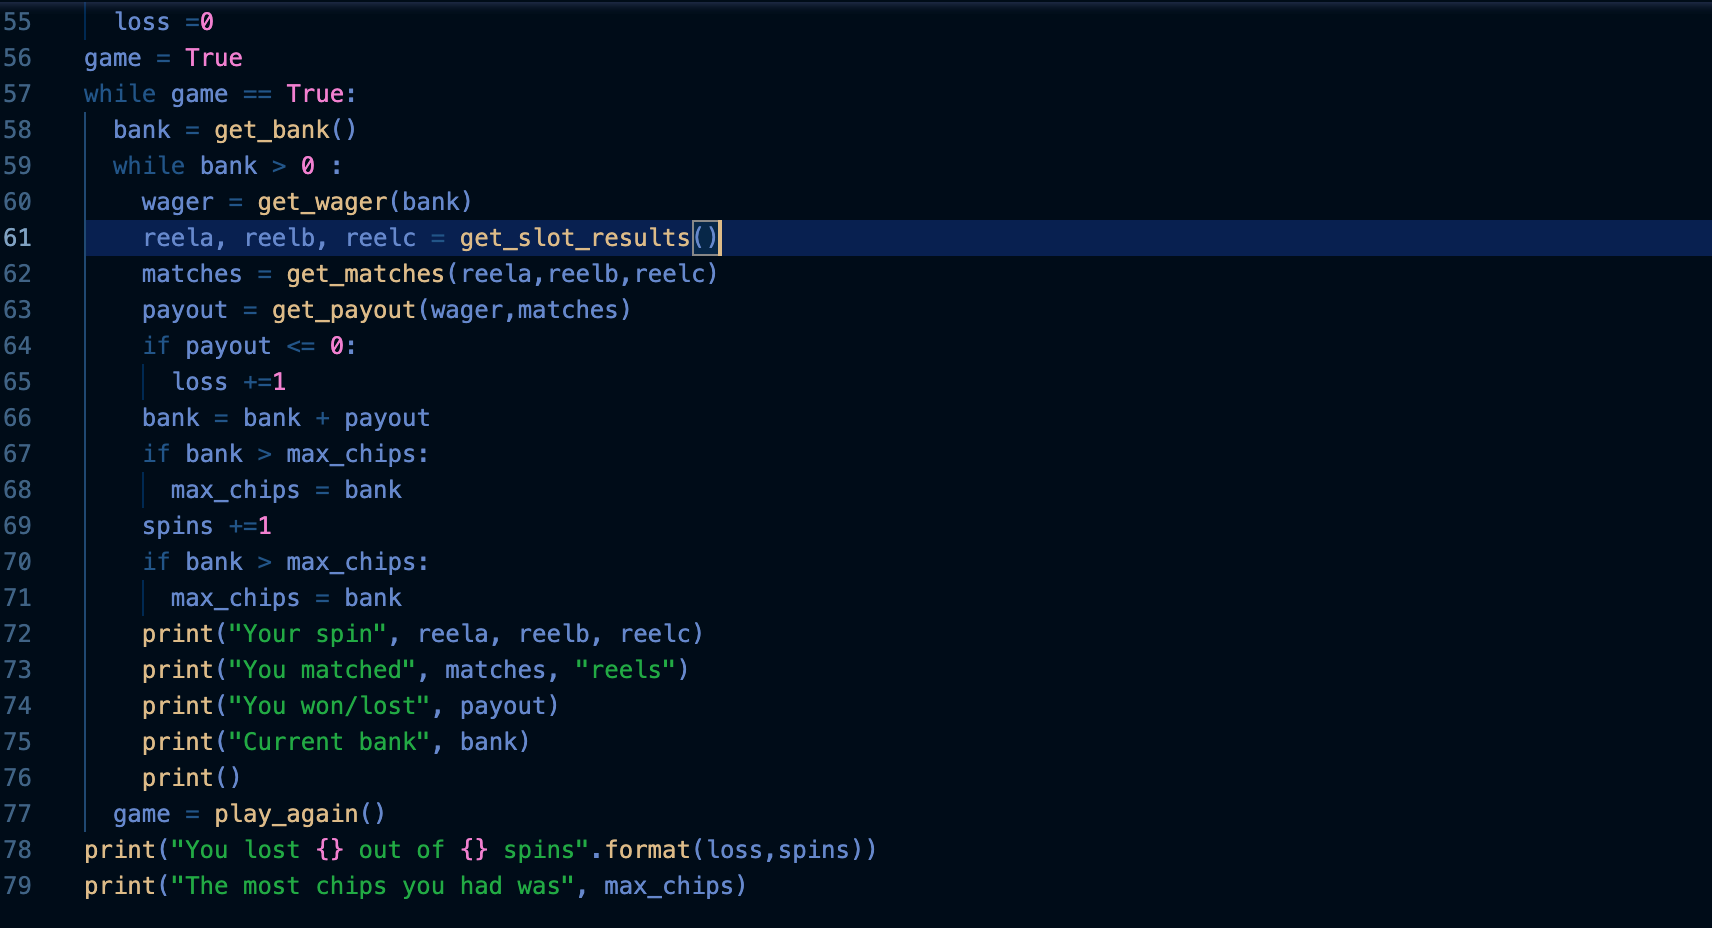 55 loss =0
56 game = True
57 while game == True:
58 bank = get_bank()
59 while bank > 0 :
60 wager = get_wager(bank)
61 reela, reelb, reelc = get_slot_results()
62 matches = get_matches(reela,reelb,reelc)
63 payout = get_payout(wager,matches)
64 if payout <= 0:
65 loss +=1
66 bank = bank + payout
67 if bank > max_chips:
68 max_chips = bank
69 spins +=1
70 if bank > max_chips:
71 max_chips = bank
72 print("Your spin", reela, reelb, reelc)
73 print("You matched", matches, "reels")
74 print("You won/lost", payout)
75 print("Current bank", bank)
76 print()
77 game = play_again()
78 print("You lost {} out of {} spins".format(loss,spins))
79 print("The most chips you had was", max_chips)